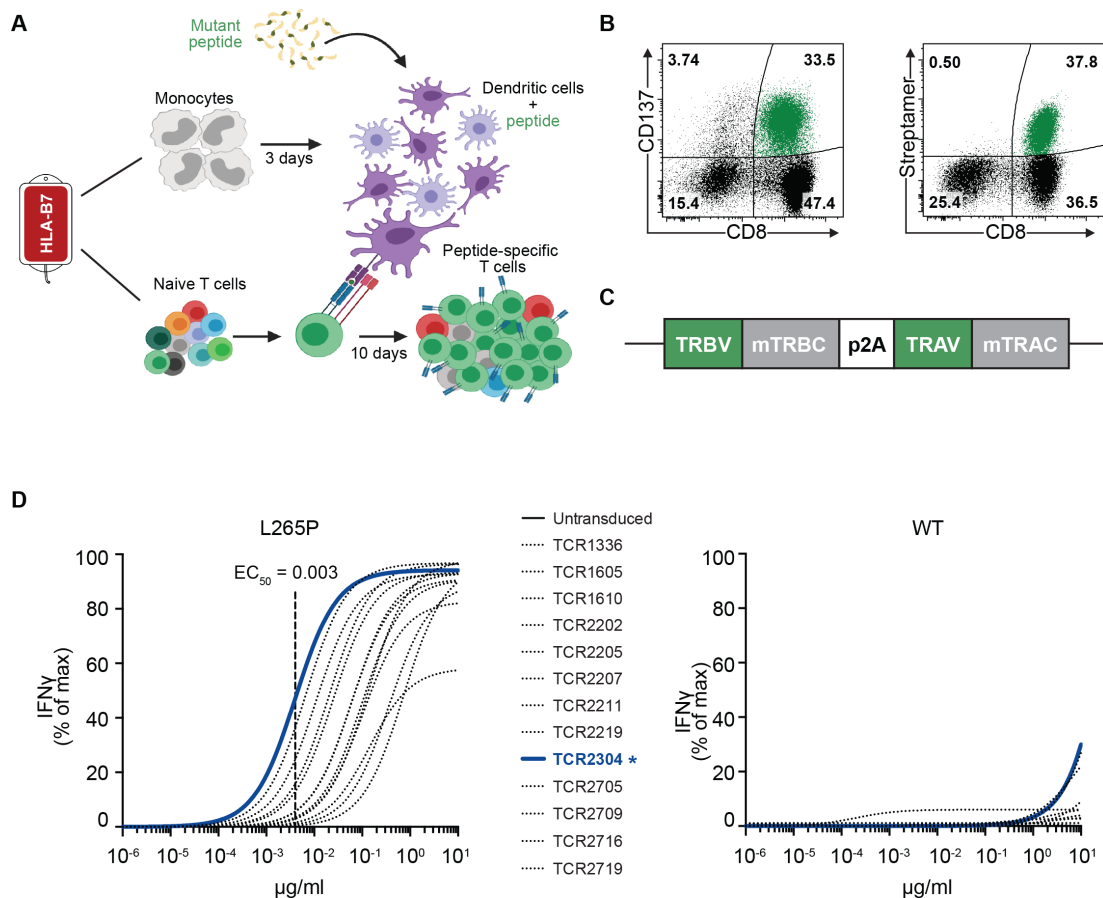 A
Mutant
peptide
Monocytes
3 days
Dendritic cells
+
peptide
HLA-B7
Naive T cells
10 days
Peptide-specific
T cells
B
3.74
33.5
15.4
47.4
CD137
CD8
0.50
37.8
25.4
36.5
Streptamer
CD8
C
TRBV
mTRBC
p2A
TRAV
mTRAC
D
L265P
EC50 = 0.003
100
80
60
40
20
0
IFNγ
(% of max)
10-6
10-5
10-4
10-3
10-2
10-1
100
101
µg/ml
Untransduced
TCR1336
TCR1605
TCR1610
TCR2202
TCR2205
TCR2207
TCR2211
TCR2219
TCR2304 *
TCR2705
TCR2709
TCR2716
TCR2719
WT
100
80
60
40
20
0
IFNγ
(% of max)
10-6
10-5
10-4
10-3
10-2
10-1
100
101
µg/ml